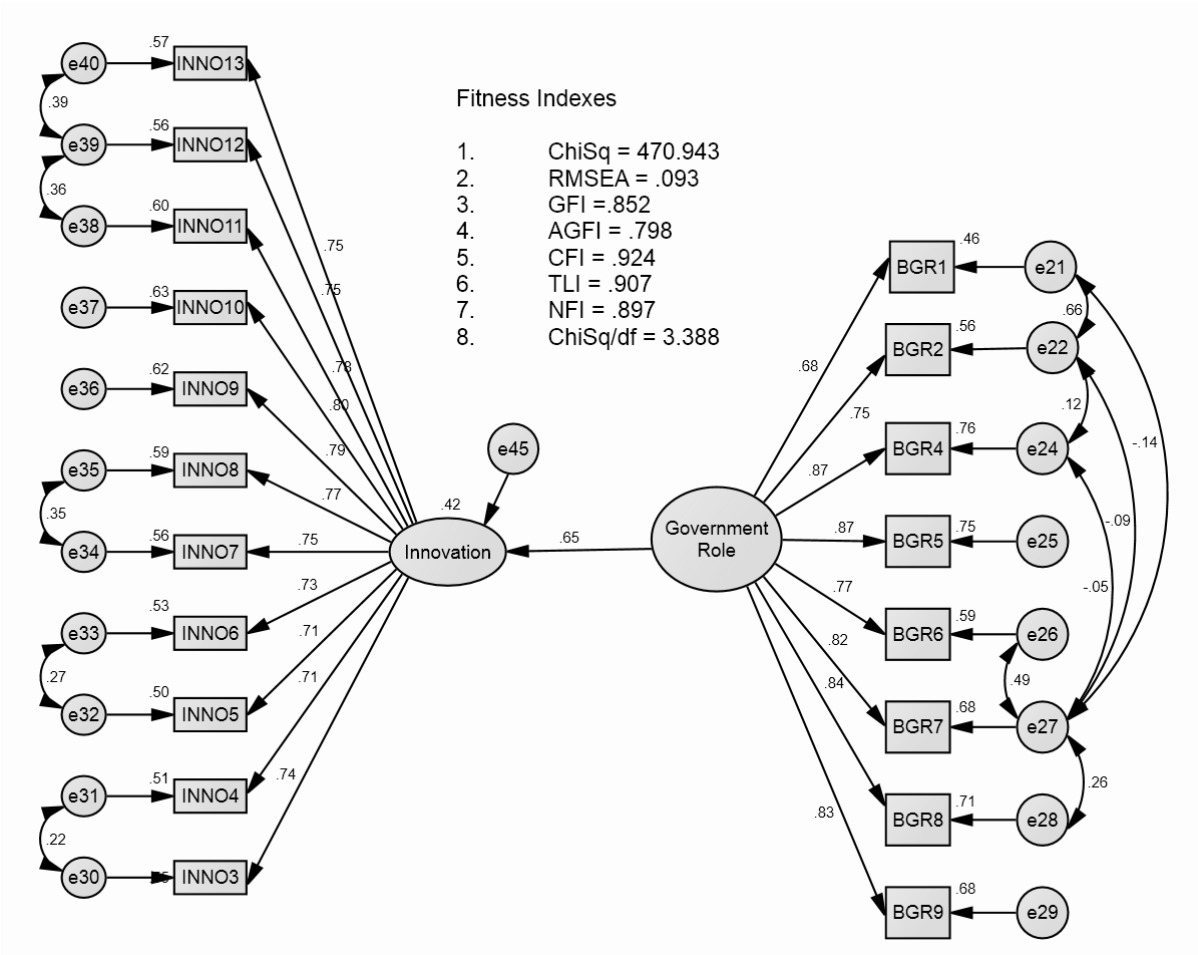 Fitness Indexes
1. ChiSq = 470.943
2. RMSEA = .093
3. GFI =.852
4. AGFI = .798
5. CFI = .924
6. TLI = .907
7. NFI = .897
8. ChiSq/df = 3.388
e40 .57 INNO13
.39
e39 .56 INNO12
.36
e38 .60 INNO11
e37 .63 INNO10
e36 .62 INNO9
e35 .59 INNO8
.35
e34 .56 INNO7
e33 .53 INNO6
.27
e32 .50 INNO5
e31 .51 INNO4
.22
e30 INNO3
.75
.75
.78
.80
.79
.77
.75
.73
.71
.71
.74
e45
.42
Innovation
.65
Government
Role
.68
.75
.87
.87
.77
.82
.84
.83
BGR1 .46 e21
.66
BGR2 .56 e22
.12
BGR4 .76 e24
BGR5 .75 e25
BGR6 .59 e26
.49
BGR7 .68 e27
.26
BGR8 .71 e28
BGR9 .68 e29
-.14
-.09
-.05